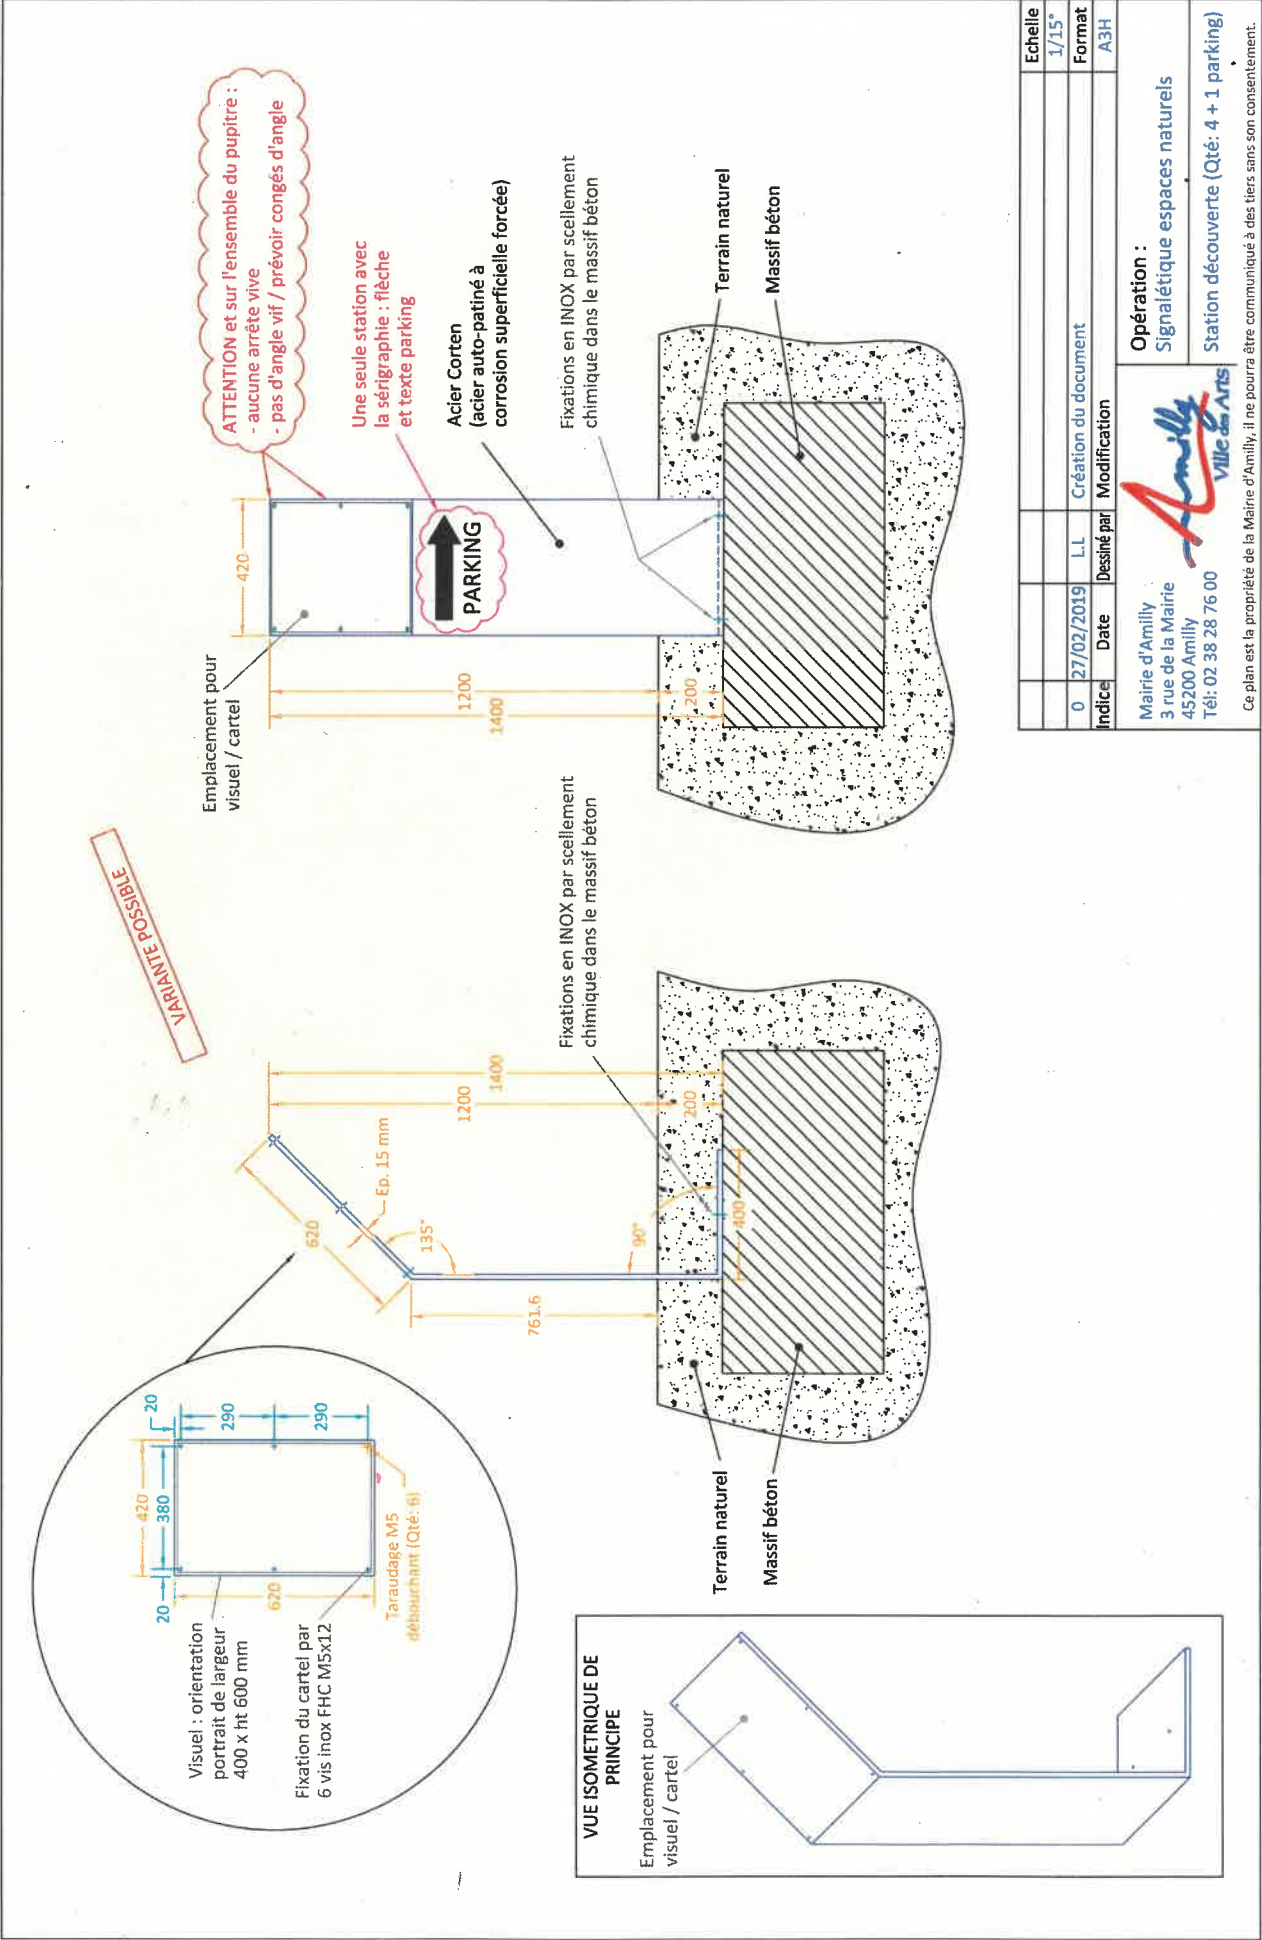 VARIANTE POSSIBLE
Visuel : orientation
portrait de largeur
400 x ht 600 mm
Fixation du cartel par
6 vis inox FHC M5x12
Taraudage M5
débouchant (Qté: 6)
20
420
380
20
290
290
620
620
Ep. 15 mm
135°
90°
761.6
1200
1400
200
400
Fixations en INOX par scellement
chimique dans le massif béton
Terrain naturel
Massif béton
VUE ISOMETRIQUE DE
PRINCIPE
Emplacement pour
visuel / cartel
Emplacement pour
visuel / cartel
420
1200
1400
200
PARKING
ATTENTION et sur l'ensemble du pupitre :
- aucune arrête vive
- pas d'angle vif / prévoir congés d'angle
Une seule station avec
la sérigraphie : flèche
et texte parking
Acier Corten
(acier auto-patiné à
corrosion superficielle forcée)
Fixations en INOX par scellement
chimique dans le massif béton
Terrain naturel
Massif béton
Echelle
1/15°
0 27/02/2019 L.L Création du document Format
Indice Date Dessiné par Modification A3H
Mairie d'Amilly
3 rue de la Mairie
45200 Amilly
Tél: 02 38 28 76 00
Amilly
Ville des Arts
Opération :
Signalétique espaces naturels
Station découverte (Qté: 4 + 1 parking)
Ce plan est la propriété de la Mairie d'Amilly, il ne pourra être communiqué à des tiers sans son consentement.